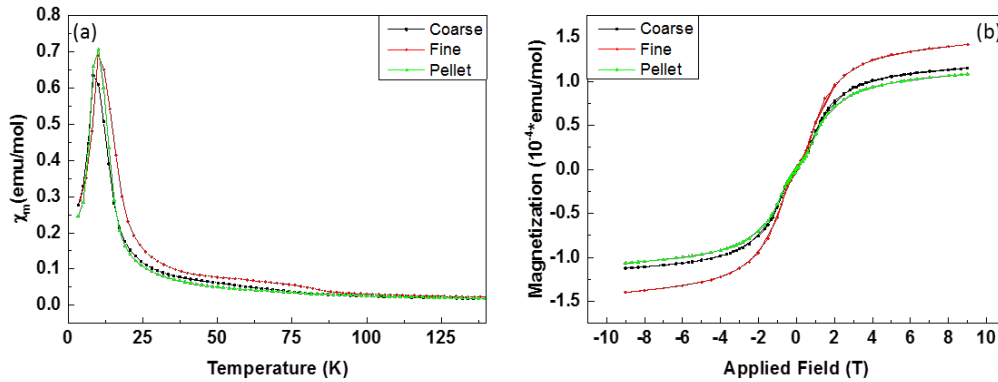 (a)
Coarse
Fine
Pellet
0.8
0.7
0.6
0.5
0.4
0.3
0.2
0.1
0.0
χm(emu/mol)
0 25 50 75 100 125
Temperature (K)
(b)
Coarse
Fine
Pellet
1.5
1.0
0.5
0.0
-0.5
-1.0
-1.5
Magnetization (10⁻⁴*emu/mol)
-10 -8 -6 -4 -2 0 2 4 6 8 10
Applied Field (T)